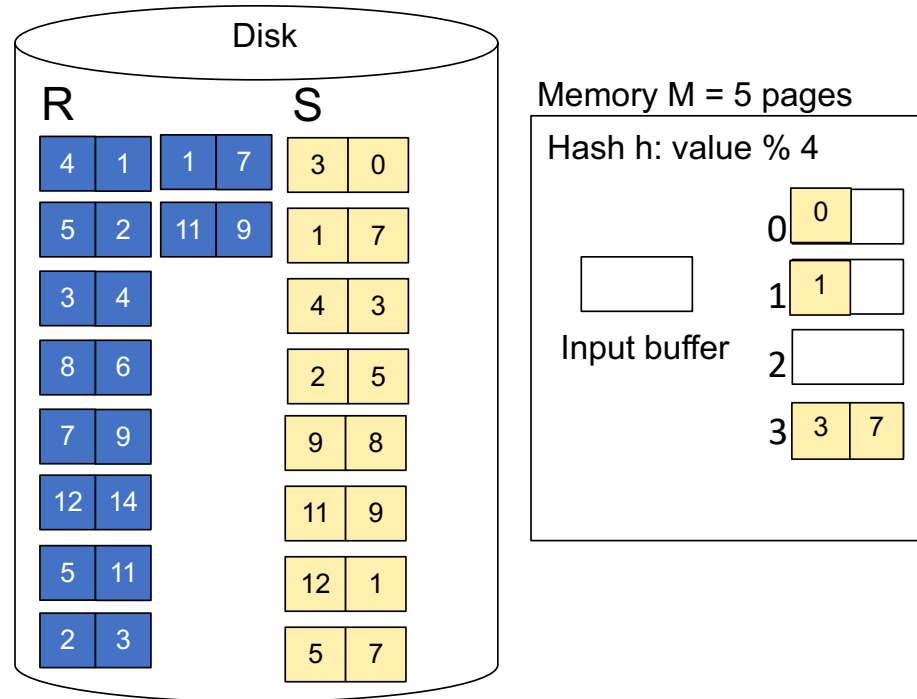 Disk
R S
4 1 1 7 3 0
5 2 11 9 1 7
3 4 4 3
8 6 2 5
7 9 9 8
12 14 11 9
5 11 12 1
2 3 5 7
Memory M = 5 pages
Hash h: value % 4
0 0
1 1
Input buffer
2
3 3 7